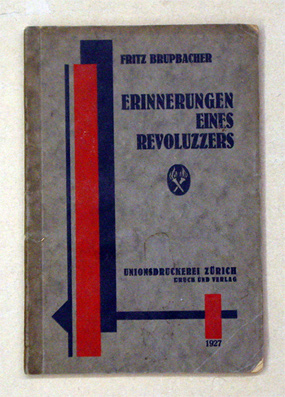 FRITZ BRUPBACHER
ERINNERUNGEN
EINES
REVOLUZZERS
UNIONSDRUCKEREI ZÜRICH
DRUCK UND VERLAG
1927